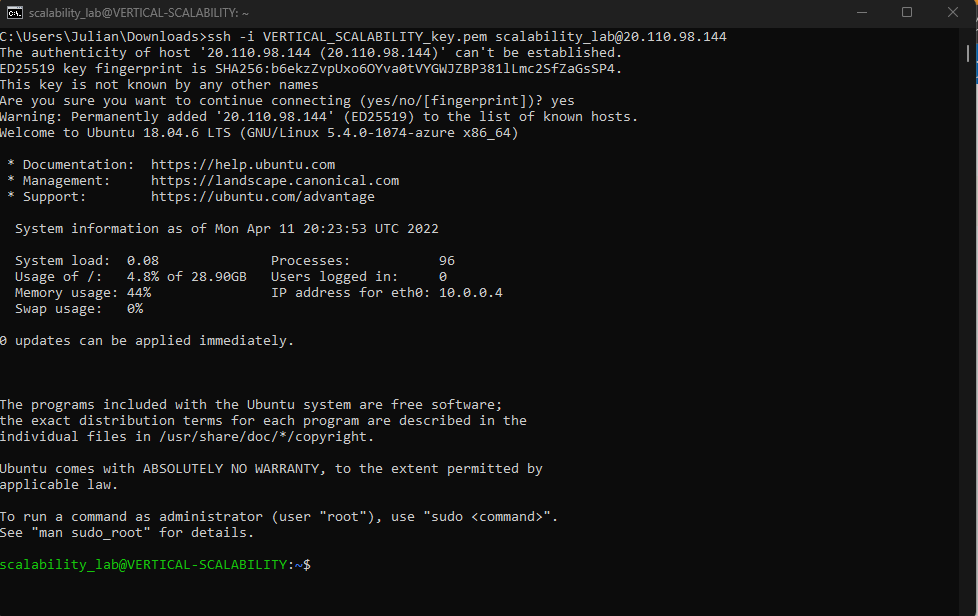 scalability_lab@VERTICAL-SCALABILITY: ~
C:\Users\Julian\Downloads>ssh -i VERTICAL_SCALABILITY_key.pem scalability_lab@20.110.98.144
The authenticity of host '20.110.98.144 (20.110.98.144)' can't be established.
ED25519 key fingerprint is SHA256:b6ekzZvpUxo6OYva0tVYGWJZBP381lLmc2SfZaGsSP4.
This key is not known by any other names
Are you sure you want to continue connecting (yes/no/[fingerprint])? yes
Warning: Permanently added '20.110.98.144' (ED25519) to the list of known hosts.
Welcome to Ubuntu 18.04.6 LTS (GNU/Linux 5.4.0-1074-azure x86_64)
* Documentation:  https://help.ubuntu.com
* Management:     https://landscape.canonical.com
* Support:        https://ubuntu.com/advantage
System information as of Mon Apr 11 20:23:53 UTC 2022
System load:  0.08              Processes:           96
Usage of /:   4.8% of 28.90GB   Users logged in:     0
Memory usage: 44%               IP address for eth0: 10.0.0.4
Swap usage:   0%
0 updates can be applied immediately.
The programs included with the Ubuntu system are free software;
the exact distribution terms for each program are described in the
individual files in /usr/share/doc/*/copyright.
Ubuntu comes with ABSOLUTELY NO WARRANTY, to the extent permitted by
applicable law.
To run a command as administrator (user "root"), use "sudo <command>".
See "man sudo_root" for details.
scalability_lab@VERTICAL-SCALABILITY:~$